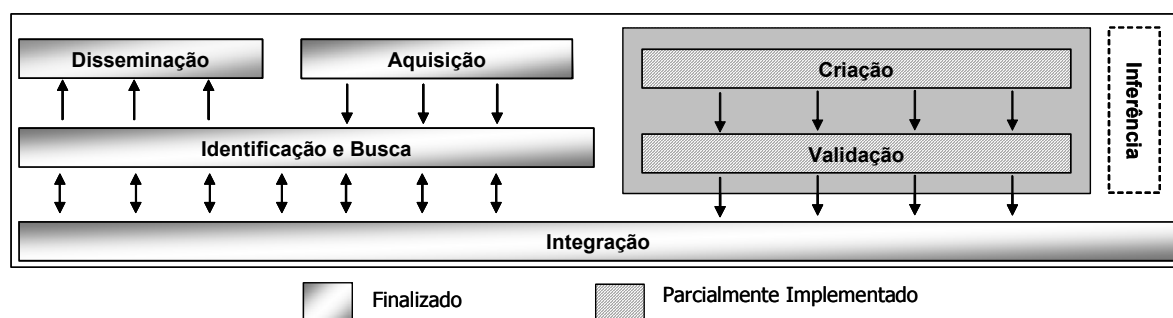 Disseminação
Aquisição
Criação
Inferência
Identificação e Busca
Validação
Integração
Finalizado
Parcialmente Implementado